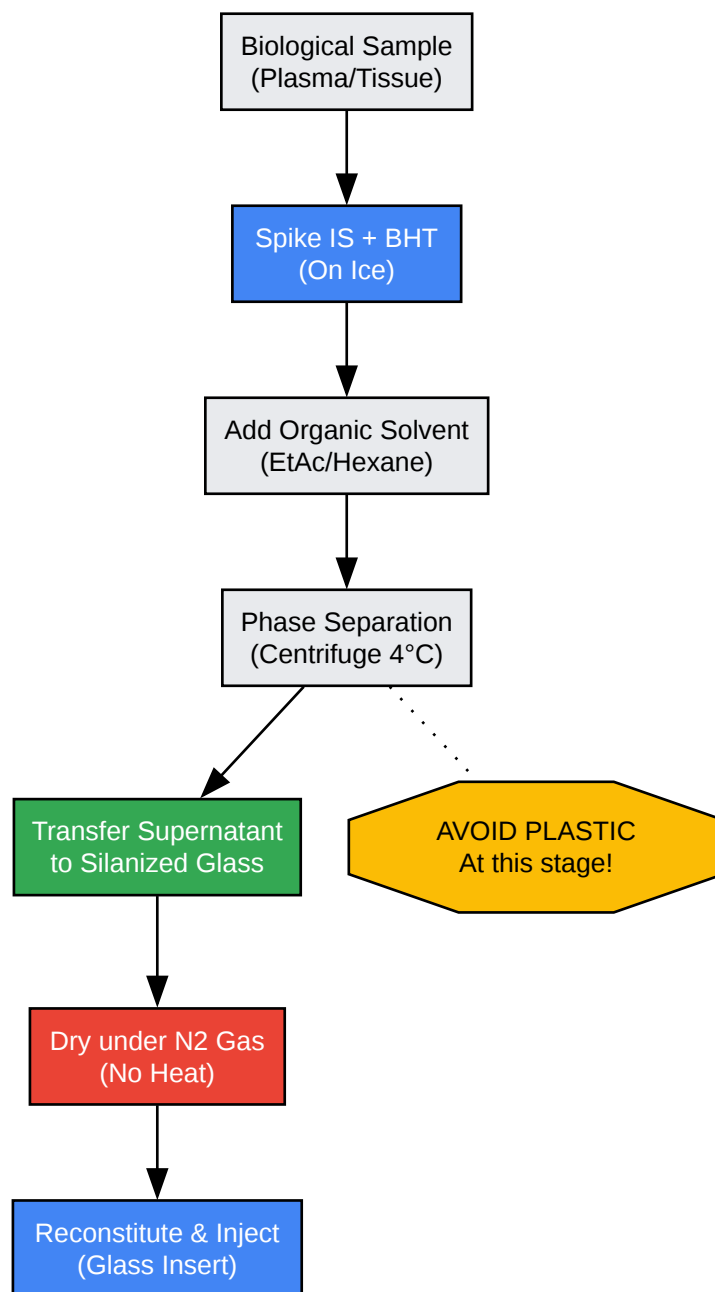 Biological Sample
(Plasma/Tissue)
Spike IS + BHT
(On Ice)
Add Organic Solvent
(EtAc/Hexane)
Phase Separation
(Centrifuge 4°C)
Transfer Supernatant
to Silanized Glass
AVOID PLASTIC
At this stage!
Dry under N2 Gas
(No Heat)
Reconstitute & Inject
(Glass Insert)